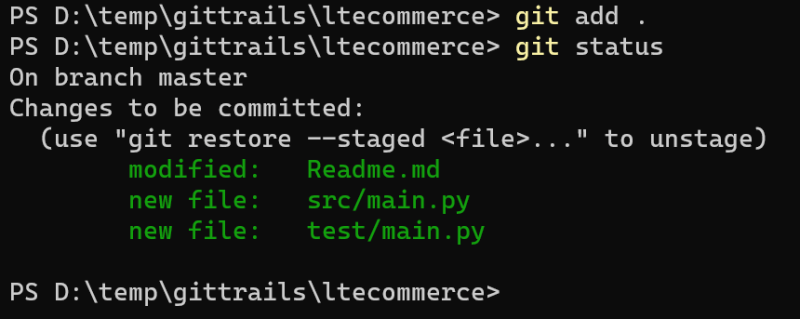 PS D:\temp\gittrails\ltecommerce> git add .
PS D:\temp\gittrails\ltecommerce> git status
On branch master
Changes to be committed:
  (use "git restore --staged <file>..." to unstage)
        modified:   Readme.md
        new file:   src/main.py
        new file:   test/main.py

PS D:\temp\gittrails\ltecommerce>